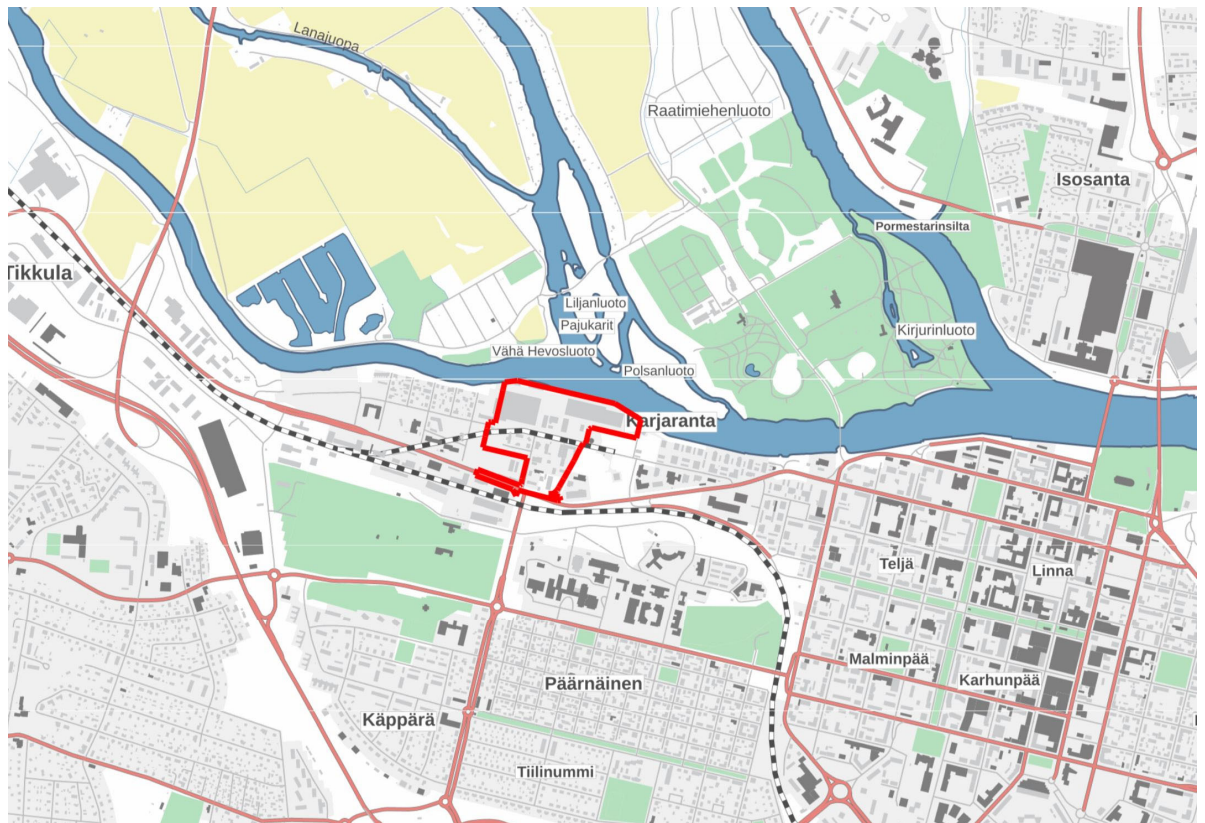 Lanajuopa
Raatimiehenluoto
Isosanta
Pormestarinsilta
Tikkula
Liljanluoto
Pajukarit
Kirjurinluoto
Vähä Hevosluoto
Polsanluoto
Karjaranta
Teljä
Linna
Malminpää
Karhunpää
Päärnäinen
Käppärä
Tiilinummi